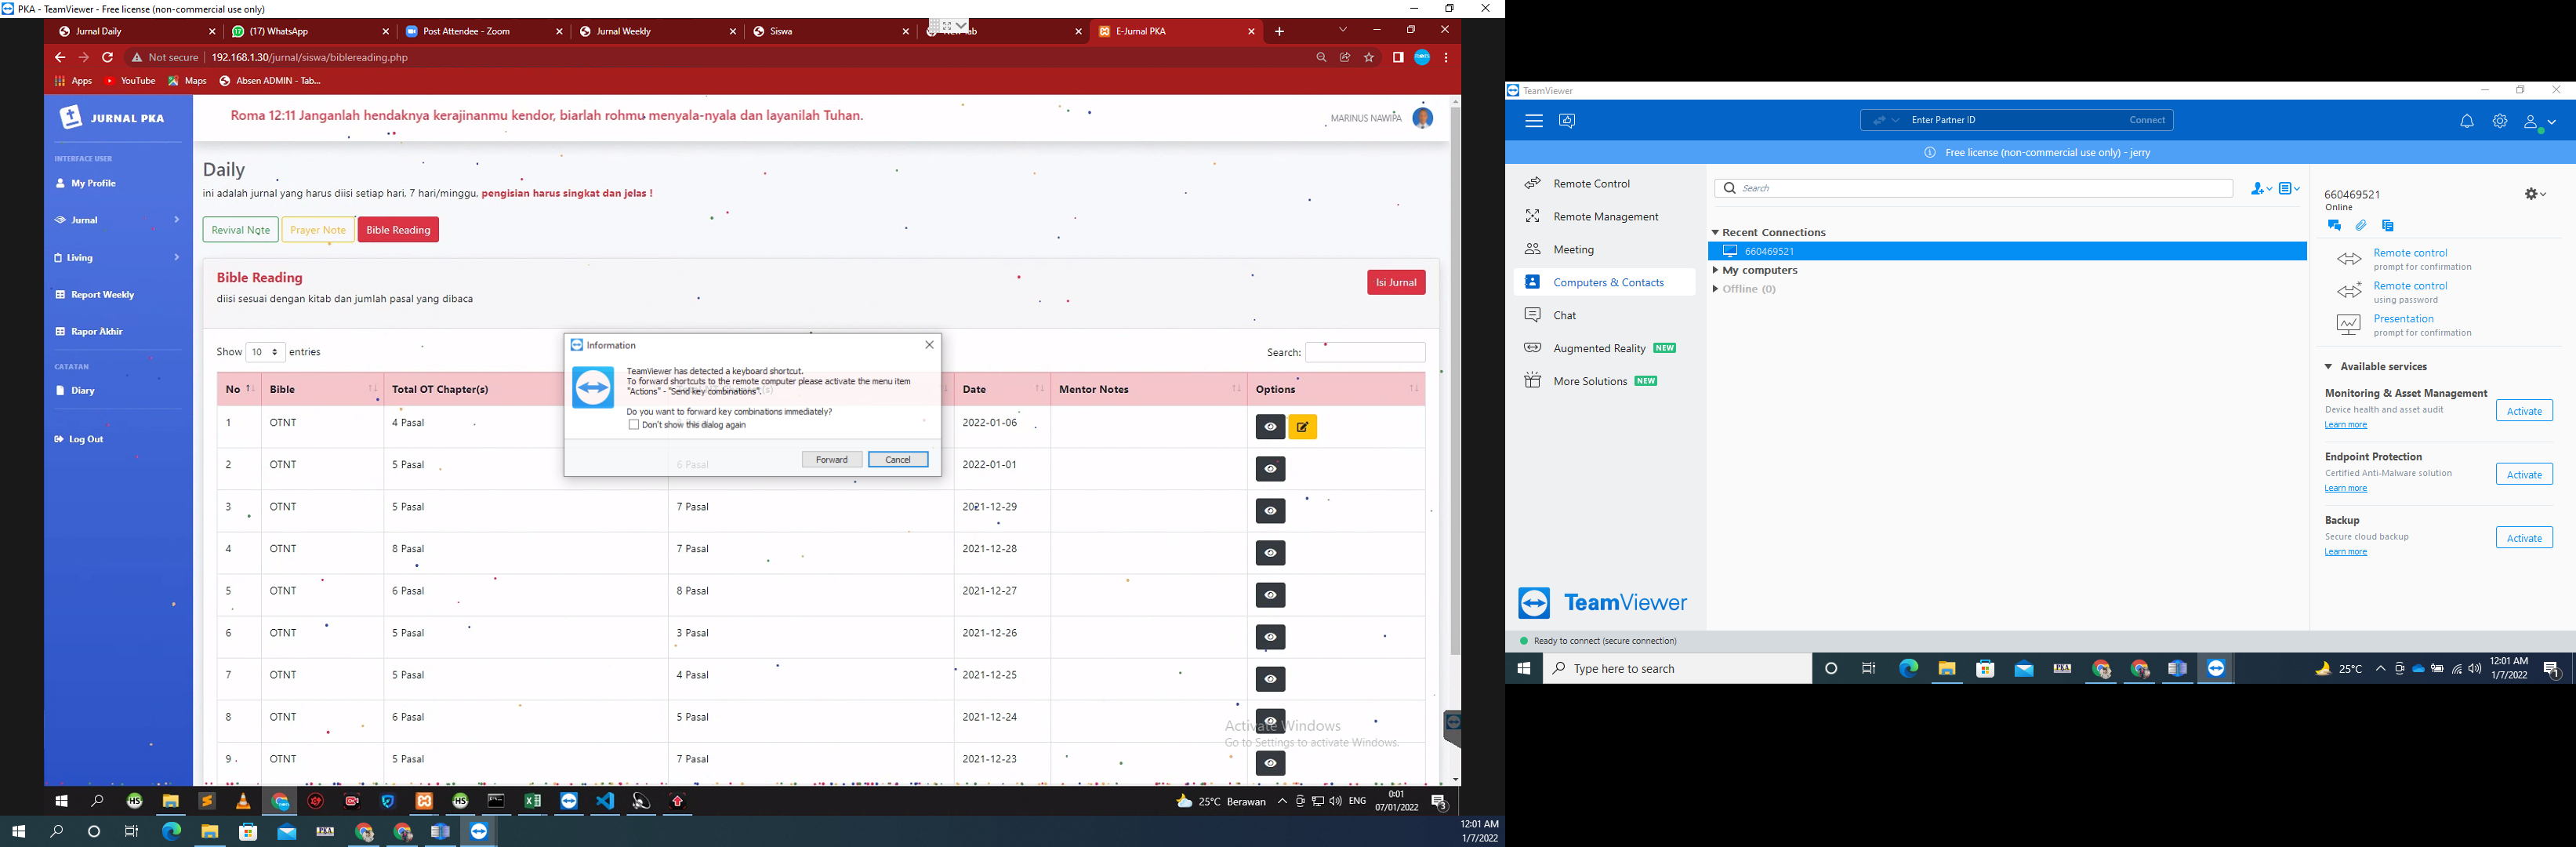 PKA - TeamViewer - Free license (non-commercial use only)
Jurnal Daily
(17) WhatsApp
Post Attendee - Zoom
Jurnal Weekly
Siswa
E-Jurnal PKA
Not secure
192.168.1.30/jurnal/siswa/biblereading.php
Apps
YouTube
Maps
Absen ADMIN - Tab...
JURNAL PKA
INTERFACE USER
My Profile
Jurnal
Living
Report Weekly
Rapor Akhir
CATATAN
Diary
Log Out
Roma 12:11 Janganlah hendaknya kerajinanmu kendor, biarlah rohmu menyala-nyala dan layanilah Tuhan.
MARINUS NAWIPA
Daily
ini adalah jurnal yang harus diisi setiap hari, 7 hari/minggu, pengisian harus singkat dan jelas !
Revival Note
Prayer Note
Bible Reading
Bible Reading
diisi sesuai dengan kitab dan jumlah pasal yang dibaca
Isi Jurnal
Show 10 entries
Search:
No Bible Total OT Chapter(s) Date Mentor Notes Options
1 OTNT 4 Pasal 2022-01-06
2 OTNT 5 Pasal 6 Pasal 2022-01-01
3 OTNT 5 Pasal 7 Pasal 2021-12-29
4 OTNT 8 Pasal 7 Pasal 2021-12-28
5 OTNT 6 Pasal 8 Pasal 2021-12-27
6 OTNT 5 Pasal 3 Pasal 2021-12-26
7 OTNT 5 Pasal 4 Pasal 2021-12-25
8 OTNT 6 Pasal 5 Pasal 2021-12-24
9 OTNT 5 Pasal 7 Pasal 2021-12-23
Information
TeamViewer has detected a keyboard shortcut.
To forward shortcuts to the remote computer please activate the menu item
"Actions" - "Send key combinations".
Do you want to forward key combinations immediately?
Don't show this dialog again
Forward
Cancel
Activate Windows
Go to Settings to activate Windows.
25°C Berawan
ENG
0:01
07/01/2022
3
12:01 AM
1/7/2022
TeamViewer
Enter Partner ID
Connect
Free license (non-commercial use only) - jerry
Remote Control
Remote Management
Meeting
Computers & Contacts
Chat
Augmented Reality NEW
More Solutions NEW
TeamViewer
Search
Recent Connections
660469521
My computers
Offline (0)
660469521
Online
Remote control
prompt for confirmation
Remote control
using password
Presentation
prompt for confirmation
Available services
Monitoring & Asset Management
Device health and asset audit
Learn more
Activate
Endpoint Protection
Certified Anti-Malware solution
Learn more
Activate
Backup
Secure cloud backup
Learn more
Activate
Ready to connect (secure connection)
Type here to search
PKA
25°C
12:01 AM
1/7/2022
1